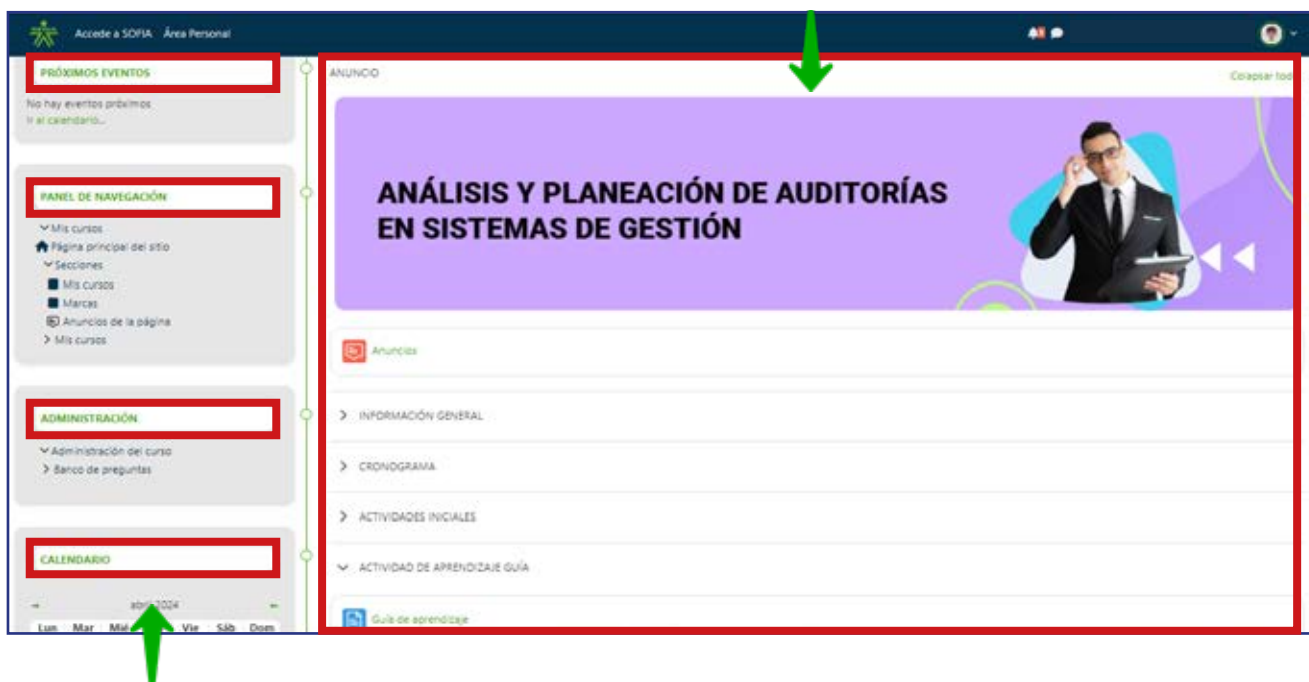 Accede a SOFIA Área Personal
PRÓXIMOS EVENTOS
No hay eventos próximos
Ir al calendario...
PANEL DE NAVEGACIÓN
Mis cursos
Página principal del sitio
Secciones
Mis cursos
Marcas
Anuncios de la página
Mis cursos
ADMINISTRACIÓN
Administración del curso
Banco de preguntas
CALENDARIO
2024
Lun Mar Vie Sáb Dom
ANUNCIO
Colapsar
ANÁLISIS Y PLANEACIÓN DE AUDITORÍAS
EN SISTEMAS DE GESTIÓN
Anuncios
INFORMACIÓN GENERAL
CRONOGRAMA
ACTIVIDADES INICIALES
ACTIVIDAD DE APRENDIZAJE GUÍA
Guía de aprendizaje